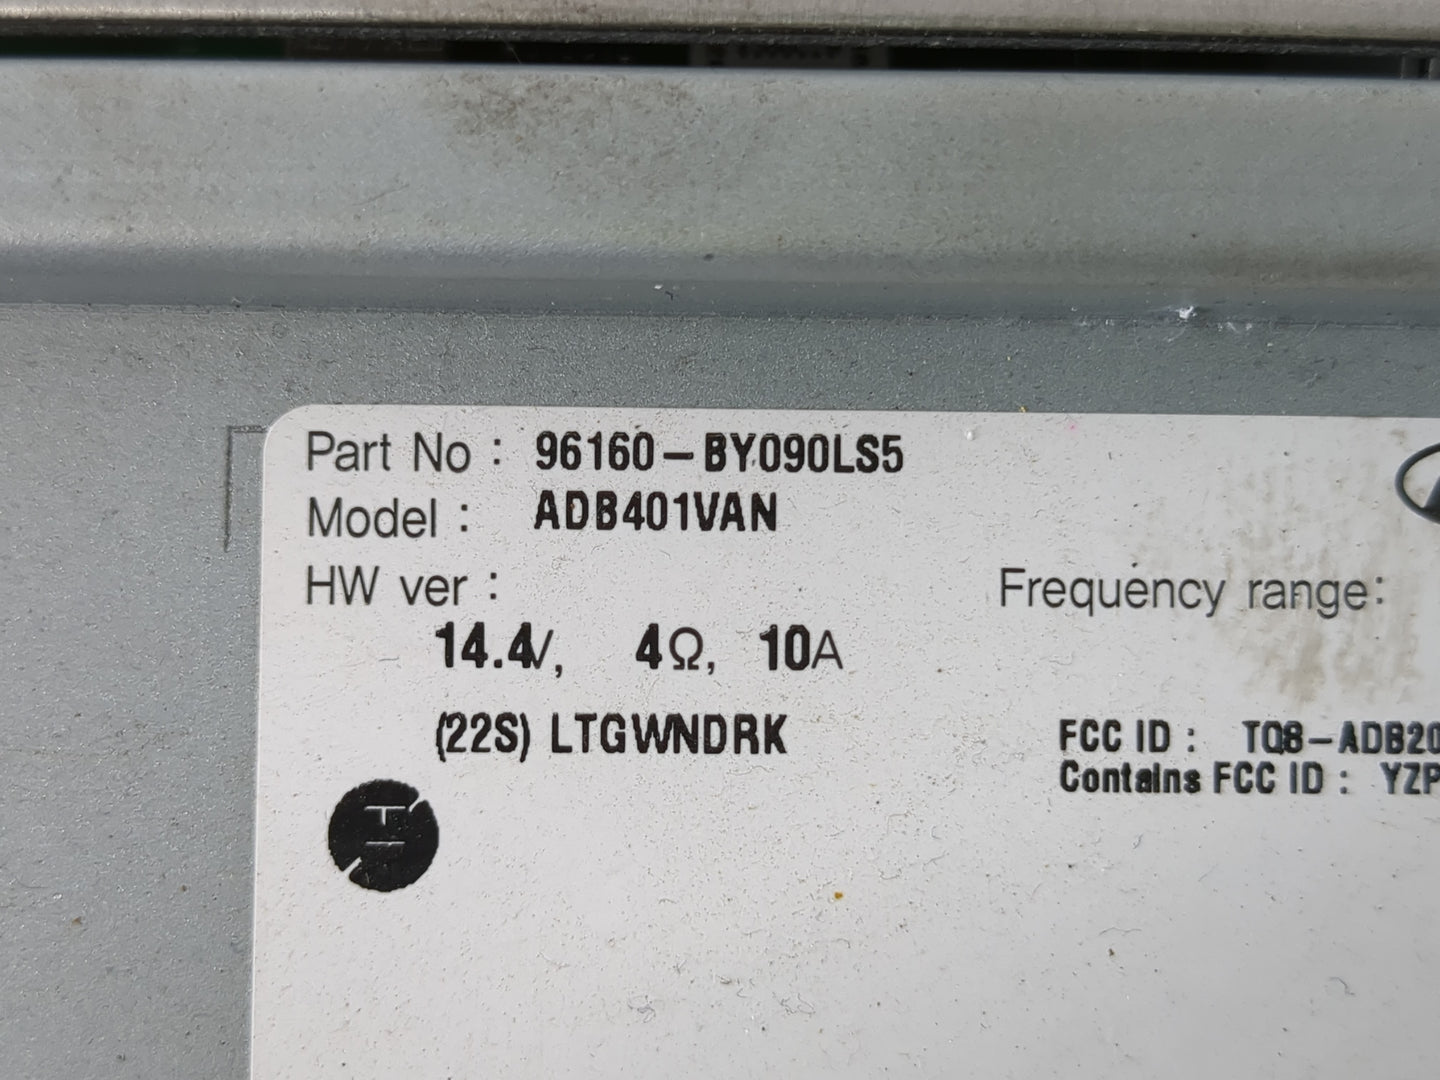 Part No : 96160-BY090LS5
Model : ADB401VAN
HW ver :
Frequency range:
14.4V, 4Ω, 10A
(22S) LTGWNDRK
FCC ID : TQ8-ADB20
Contains FCC ID : YZP